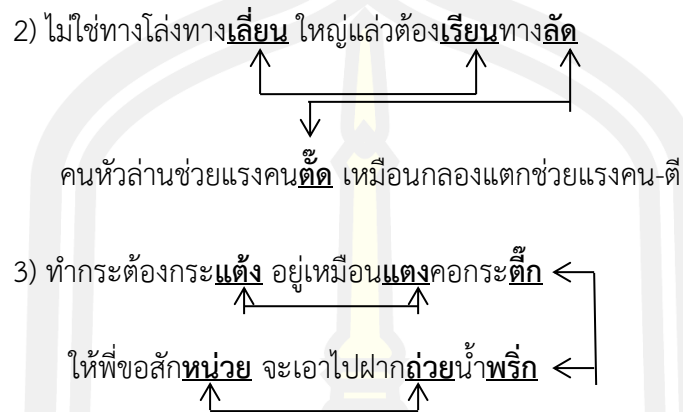 2) ไม่ใช่ทางโล่งทางเลี่ยน ใหญ่แล่วต้องเรียนทางลัด
คนหัวล่านช่วยแรงคนตั๊ด เหมือนกลองแตกช่วยแรงคน-ตี
3) ทำกระต้องกระแต้ง อยู่เหมือนแตงคอกระตี๊ก
ให้พี่ขอสักหน่วย จะเอาไปฝากถ่วยน้ำพริ่ก